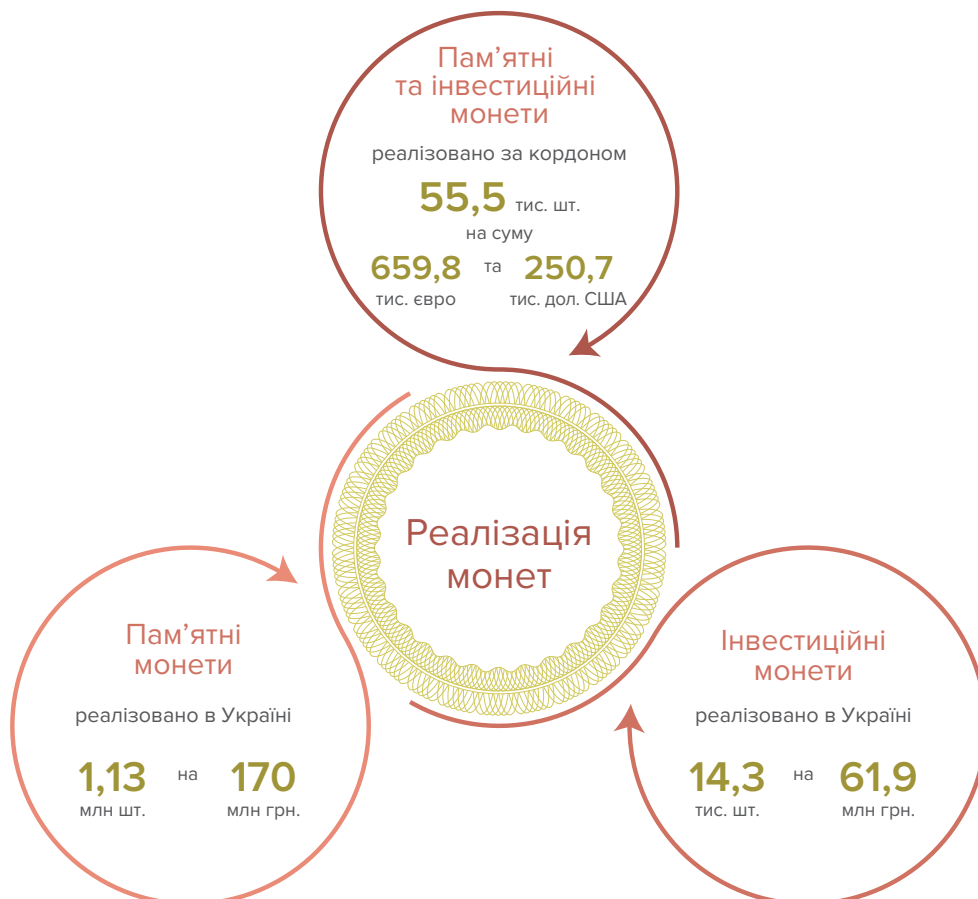 Пам’ятні
та інвестиційні
монети
реалізовано за кордоном
55,5 тис. шт.
на суму
659,8 та 250,7
тис. євро тис. дол. США
Реалізація
монет
Пам’ятні
монети
реалізовано в Україні
1,13 на 170
млн шт. млн грн.
Інвестиційні
монети
реалізовано в Україні
14,3 на 61,9
тис. шт. млн грн.